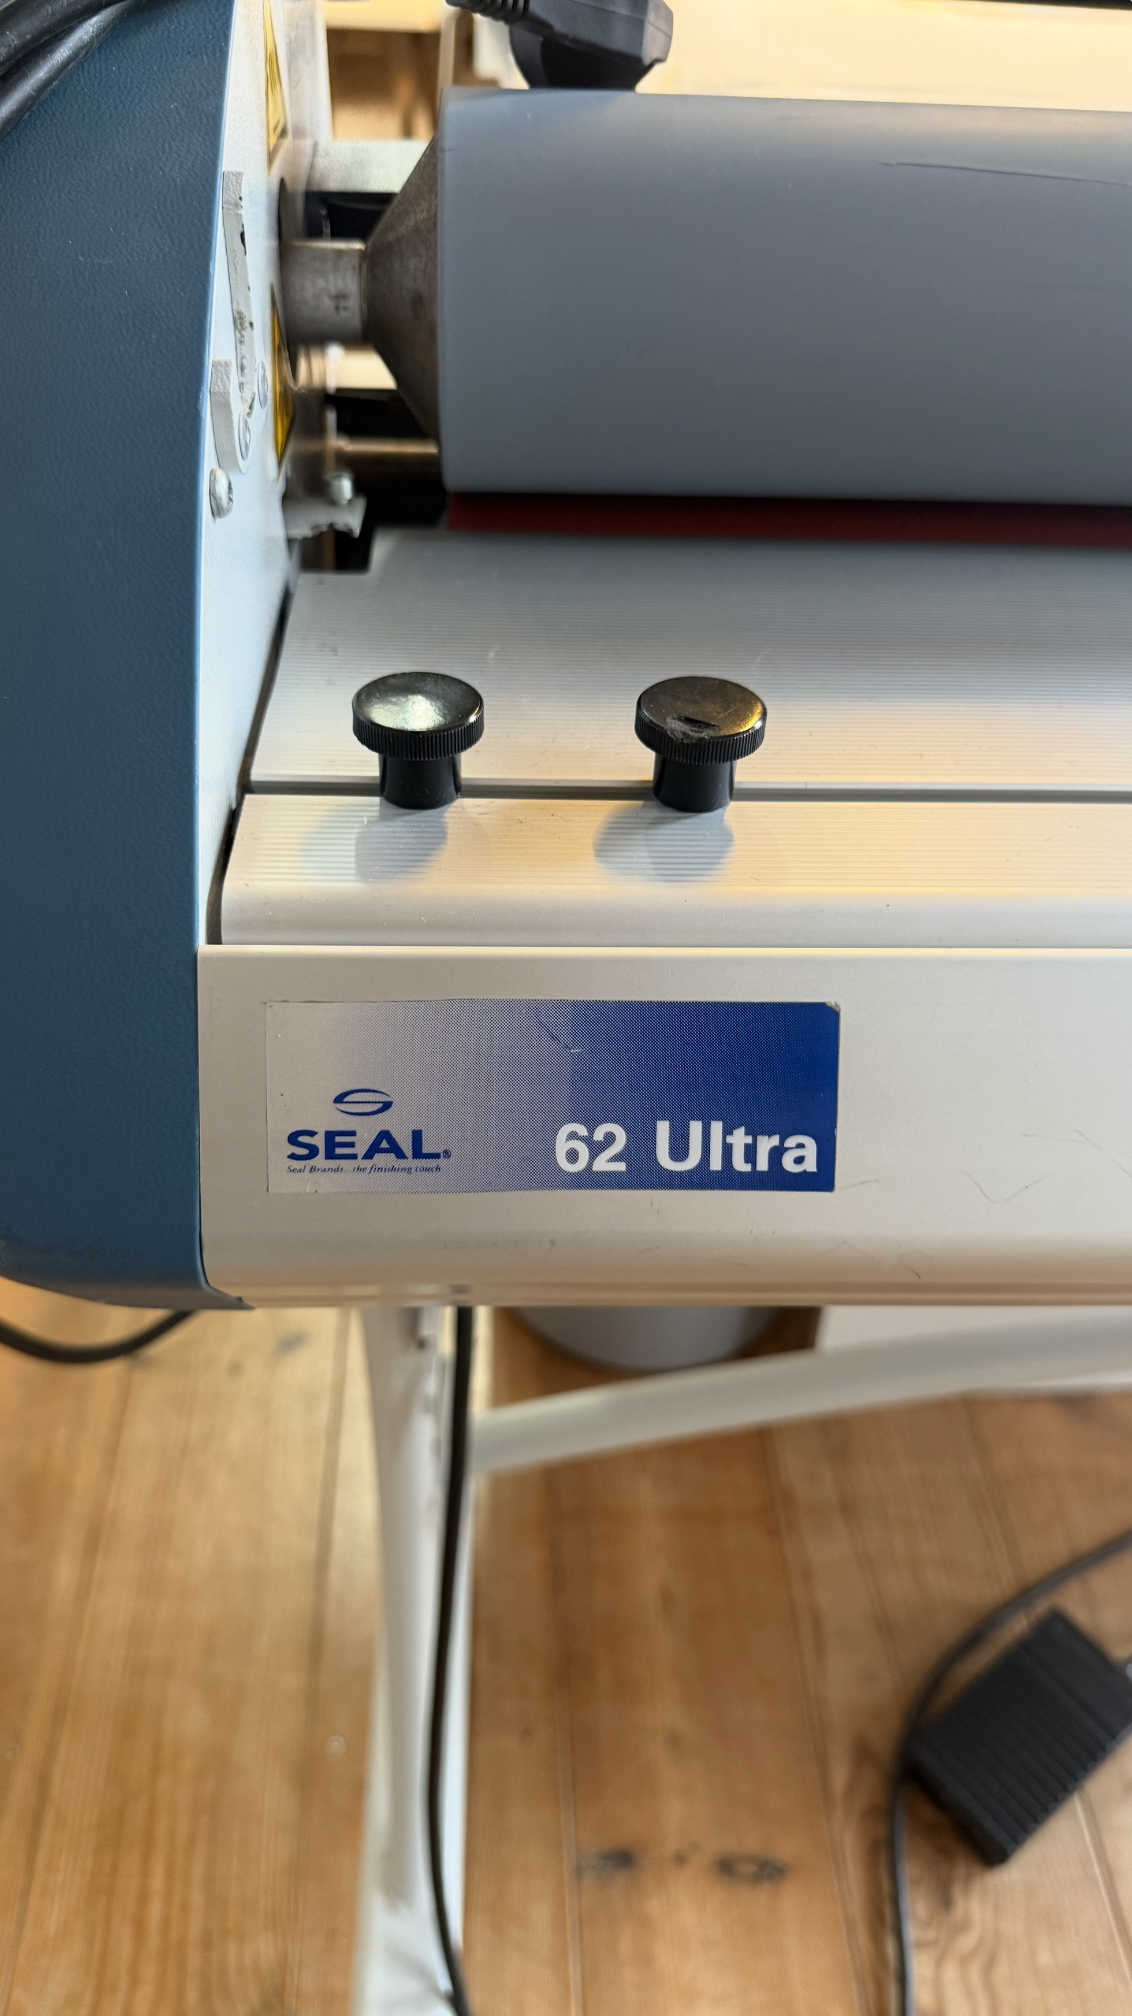 SEAL®
Seal Brands...the finishing touch
62 Ultra